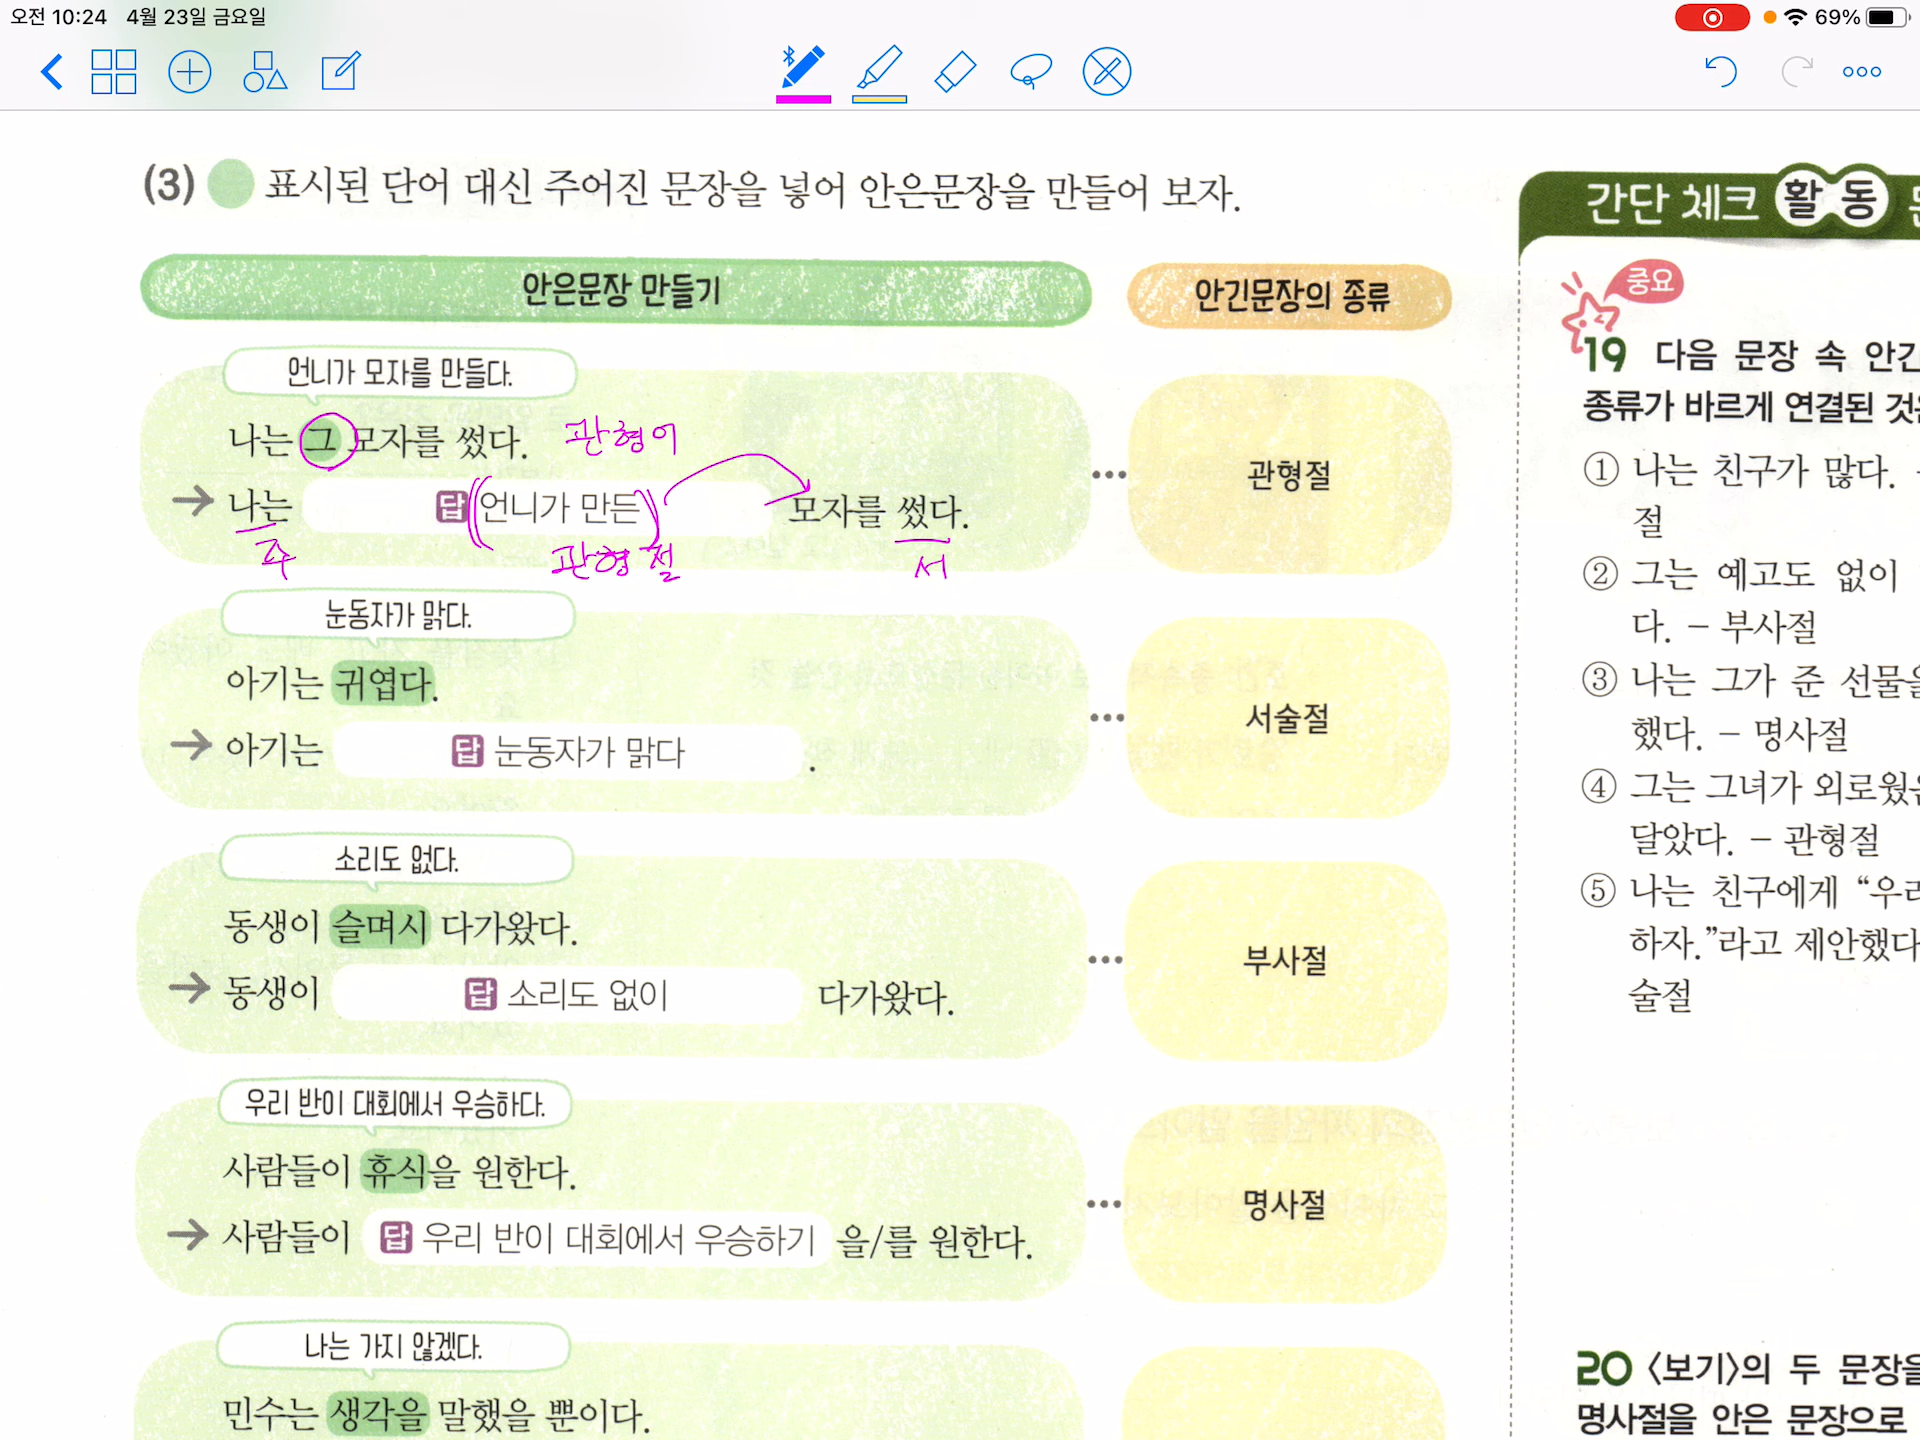 오전 10:24 4월 23일 금요일
69%
(3) 표시된 단어 대신 주어진 문장을 넣어 안은문장을 만들어 보자.
안은문장 만들기
안긴문장의 종류
언니가 모자를 만들다.
나는 그 모자를 썼다. 관형어
→ 나는 답 언니가 만든 모자를 썼다.
주 관형절 서
관형절
눈동자가 맑다.
아기는 귀엽다.
→ 아기는 답 눈동자가 맑다.
서술절
소리도 없다.
동생이 슬며시 다가왔다.
→ 동생이 답 소리도 없이 다가왔다.
부사절
우리 반이 대회에서 우승하다.
사람들이 휴식을 원한다.
→ 사람들이 답 우리 반이 대회에서 우승하기 을/를 원한다.
명사절
나는 가지 않겠다.
민수는 생각을 말했을 뿐이다.
간단 체크 활동
중요
19 다음 문장 속 안긴
종류가 바르게 연결된 것은
① 나는 친구가 많다. -
절
② 그는 예고도 없이
다. - 부사절
③ 나는 그가 준 선물을
했다. - 명사절
④ 그는 그녀가 외로웠음
달았다. - 관형절
⑤ 나는 친구에게 “우리
하자.”라고 제안했다
술절
20 〈보기〉의 두 문장을
명사절을 안은 문장으로